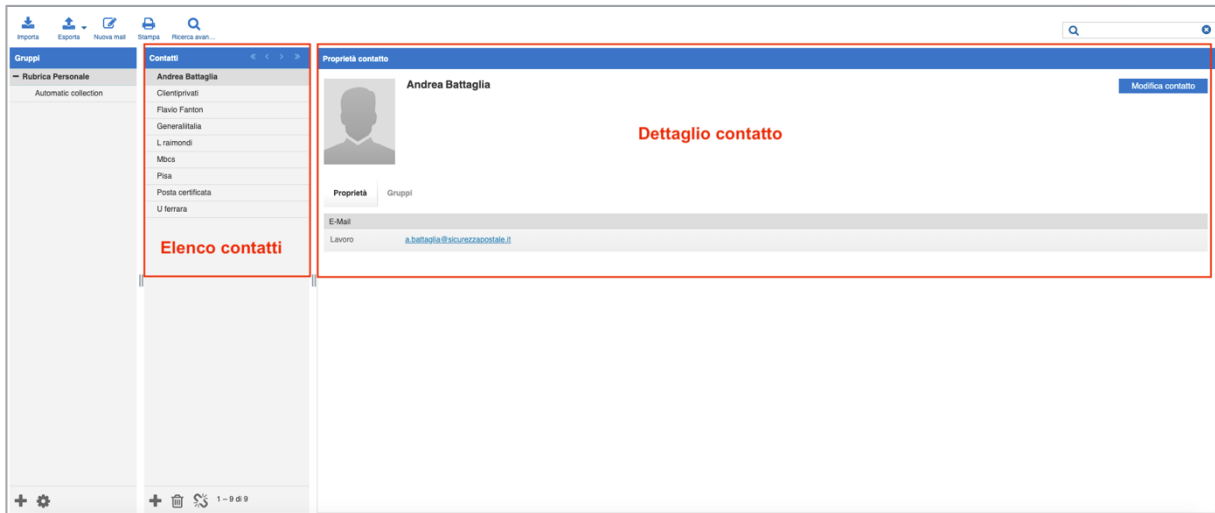 Importa Esporta Nuova mail Stampa Ricerca avan...
Gruppi
− Rubrica Personale
Automatic collection
Contatti « < > »
Andrea Battaglia
Clientiprivati
Flavio Fanton
Generaliitalia
L raimondi
Mbcs
Pisa
Posta certificata
U ferrara
Elenco contatti
1 – 9 di 9
Proprietà contatto
Andrea Battaglia
Modifica contatto
Dettaglio contatto
Proprietà Gruppi
E-Mail
Lavoro a.battaglia@sicurezzapostale.it